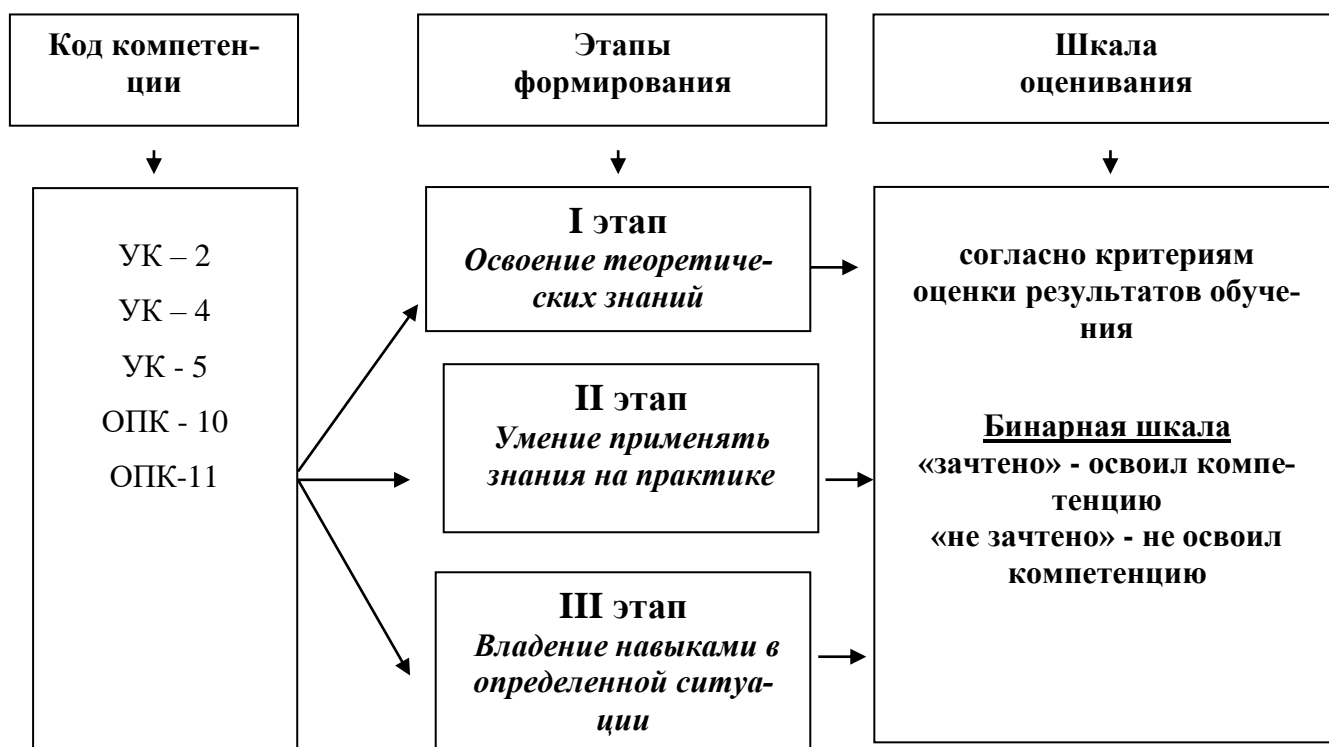 Код компетен-
ции
Этапы
формирования
Шкала
оценивания
УК – 2
УК – 4
УК - 5
ОПК - 10
ОПК-11
I этап
Освоение теоретиче-
ских знаний
II этап
Умение применять
знания на практике
III этап
Владение навыками в
определенной ситуа-
ции
согласно критериям
оценки результатов обуче-
ния
Бинарная шкала
«зачтено» - освоил компе-
тенцию
«не зачтено» - не освоил
компетенцию